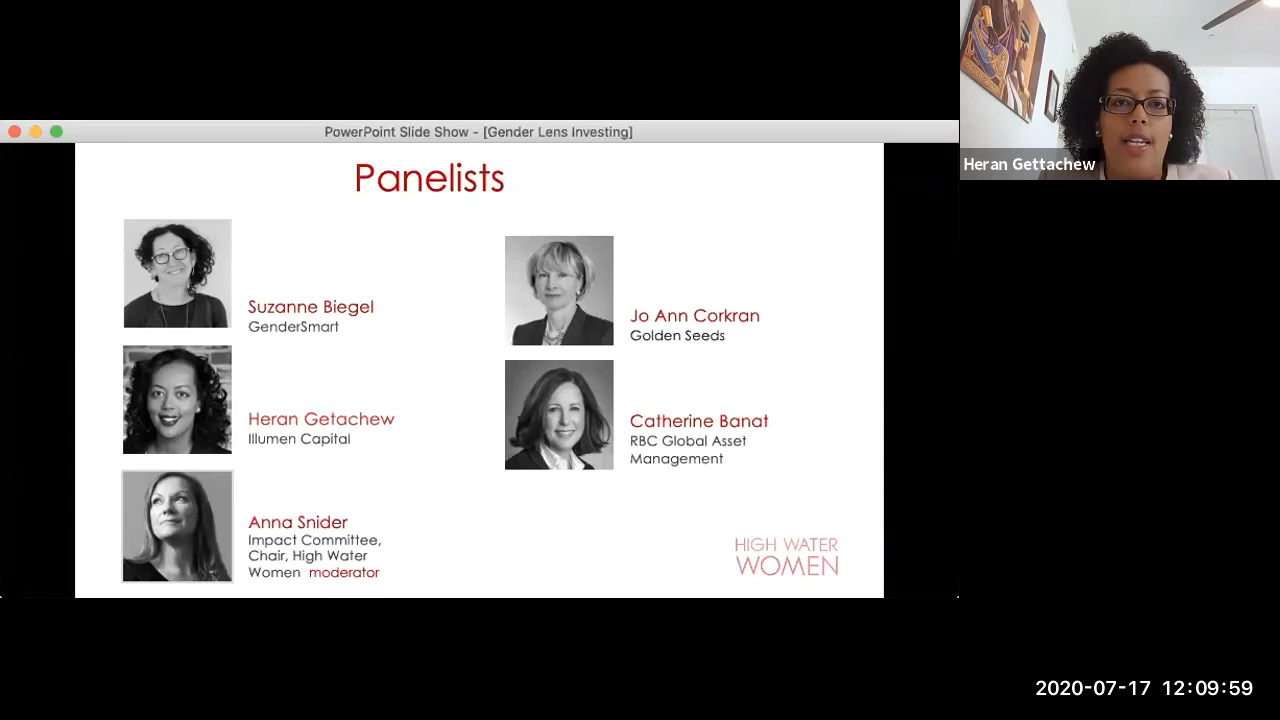 PowerPoint Slide Show - [Gender Lens Investing]
Heran Gettachew
Panelists
Suzanne Biegel
GenderSmart
Heran Getachew
Illumen Capital
Anna Snider
Impact Committee,
Chair, High Water
Women moderator
Jo Ann Corkran
Golden Seeds
Catherine Banat
RBC Global Asset
Management
HIGH WATER
WOMEN
2020-07-17 12:09:59